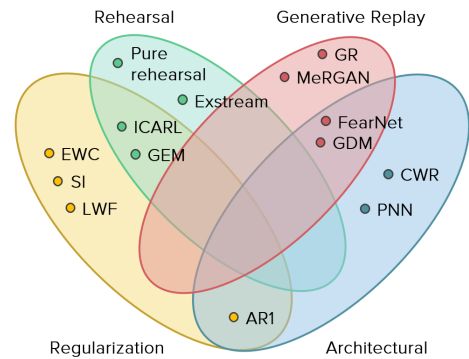 Rehearsal
Generative Replay
Pure
rehearsal
GR
MeRGAN
Exstream
FearNet
ICARL
GDM
EWC
GEM
CWR
SI
LWF
PNN
AR1
Regularization
Architectural